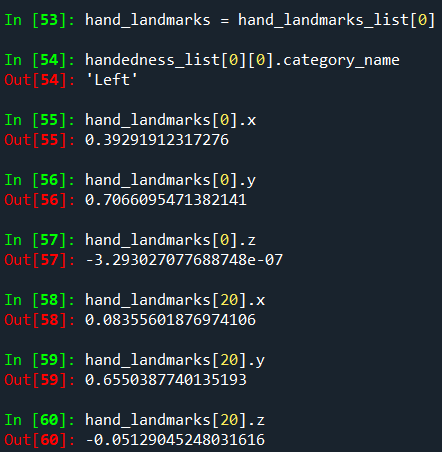 In [53]: hand_landmarks = hand_landmarks_list[0]
In [54]: handedness_list[0][0].category_name
Out[54]: 'Left'
In [55]: hand_landmarks[0].x
Out[55]: 0.39291912317276
In [56]: hand_landmarks[0].y
Out[56]: 0.7066095471382141
In [57]: hand_landmarks[0].z
Out[57]: -3.293027077688748e-07
In [58]: hand_landmarks[20].x
Out[58]: 0.08355601876974106
In [59]: hand_landmarks[20].y
Out[59]: 0.6550387740135193
In [60]: hand_landmarks[20].z
Out[60]: -0.05129045248031616